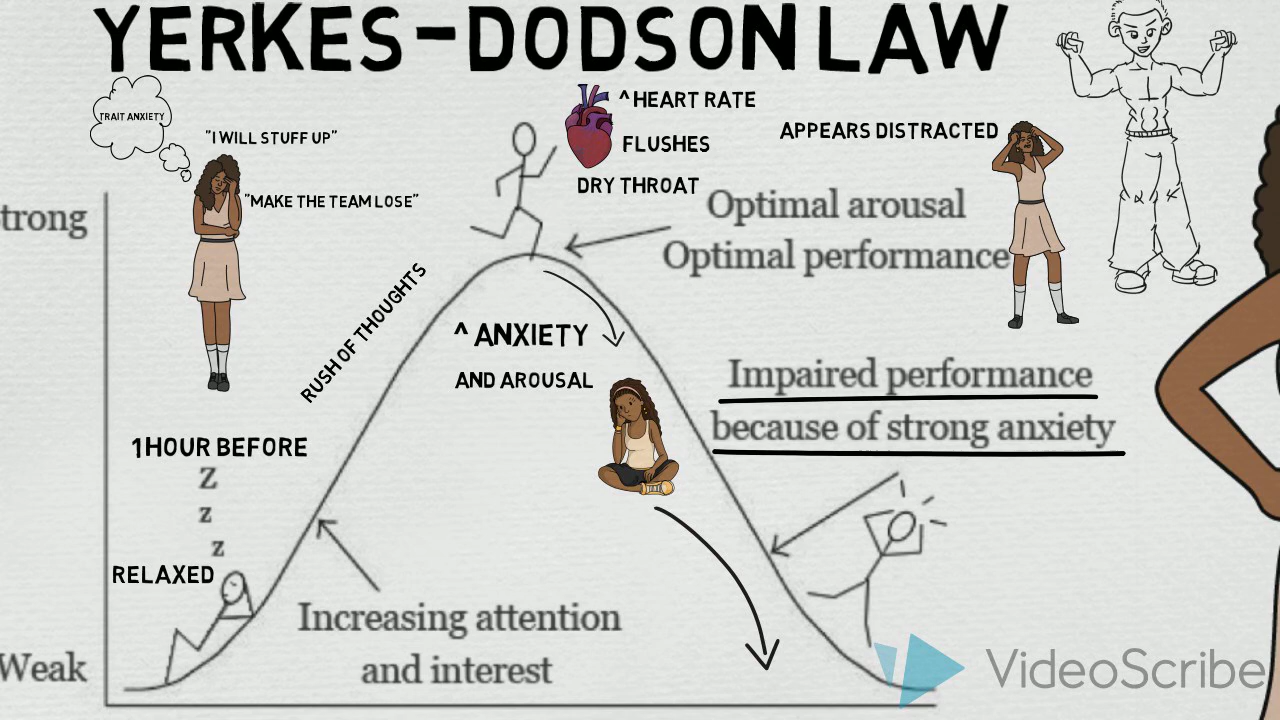 YERKES-DODSON LAW
TRAIT ANXIETY
"I WILL STUFF UP"
"MAKE THE TEAM LOSE"
^ HEART RATE
FLUSHES
DRY THROAT
APPEARS DISTRACTED
trong
Optimal arousal
Optimal performance
RUSH OF THOUGHTS
^ ANXIETY
AND AROUSAL
Impaired performance
because of strong anxiety
1 HOUR BEFORE
Z
z
z
RELAXED
Increasing attention
and interest
Weak
VideoScribe